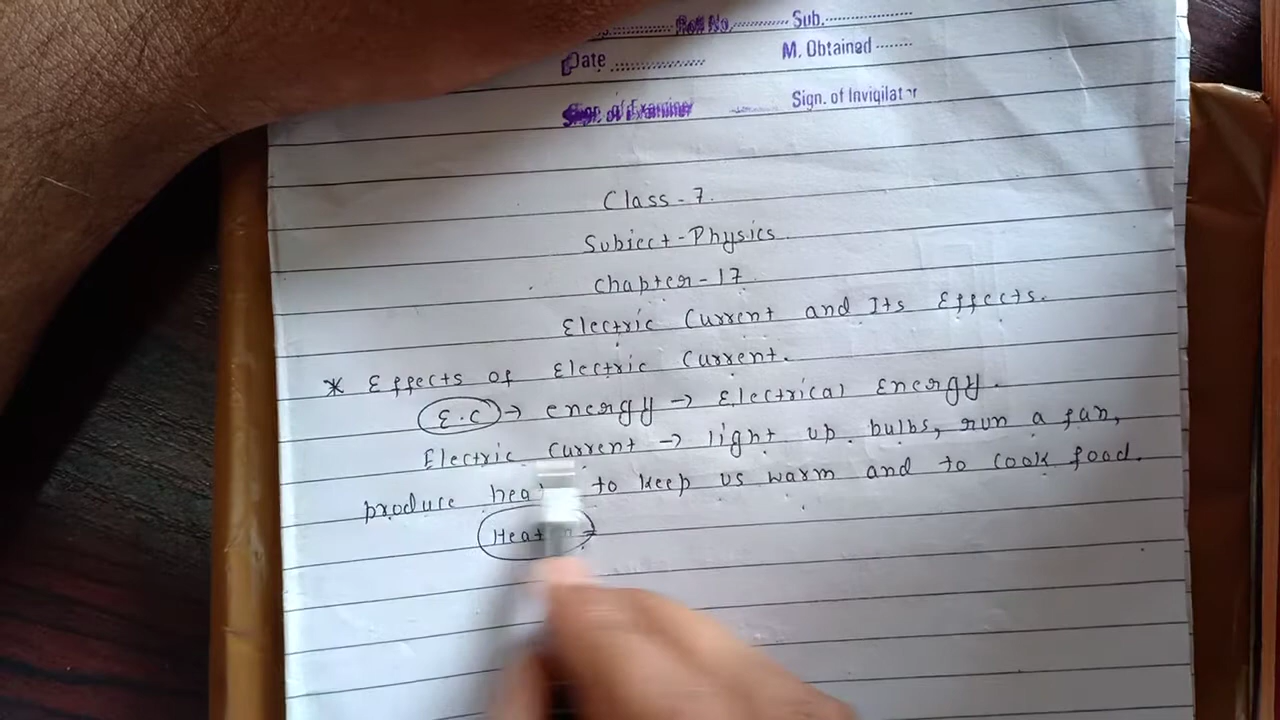 Roll No. .......... Sub. ..........
Date .......... M. Obtained ........
Sign. of Examiner Sign. of Invigilator
Class - 7.
Subject - Physics.
Chapter - 17.
Electric Current and Its Effects.
* Effects of Electric Current.
E.C → energy → Electrical Energy.
Electric Current → light up bulbs, run a fan,
produce heat to keep us warm and to cook food.